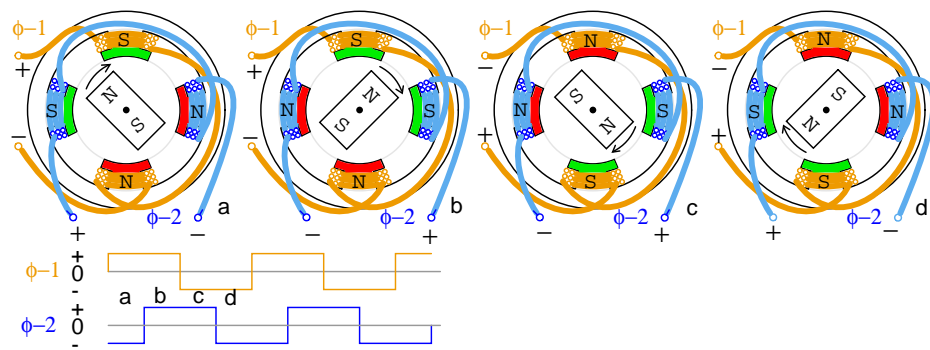 ϕ−1 S ϕ−1 S ϕ−1 N ϕ−1 N
+ + − −
N S S N N S N S S N S N S N N S
− − + +
N N S S
ϕ−2 a ϕ−2 b ϕ−2 c ϕ−2 d
+ − − + − + + −
ϕ−1 + 0 -
a b c d
ϕ−2 + 0 -